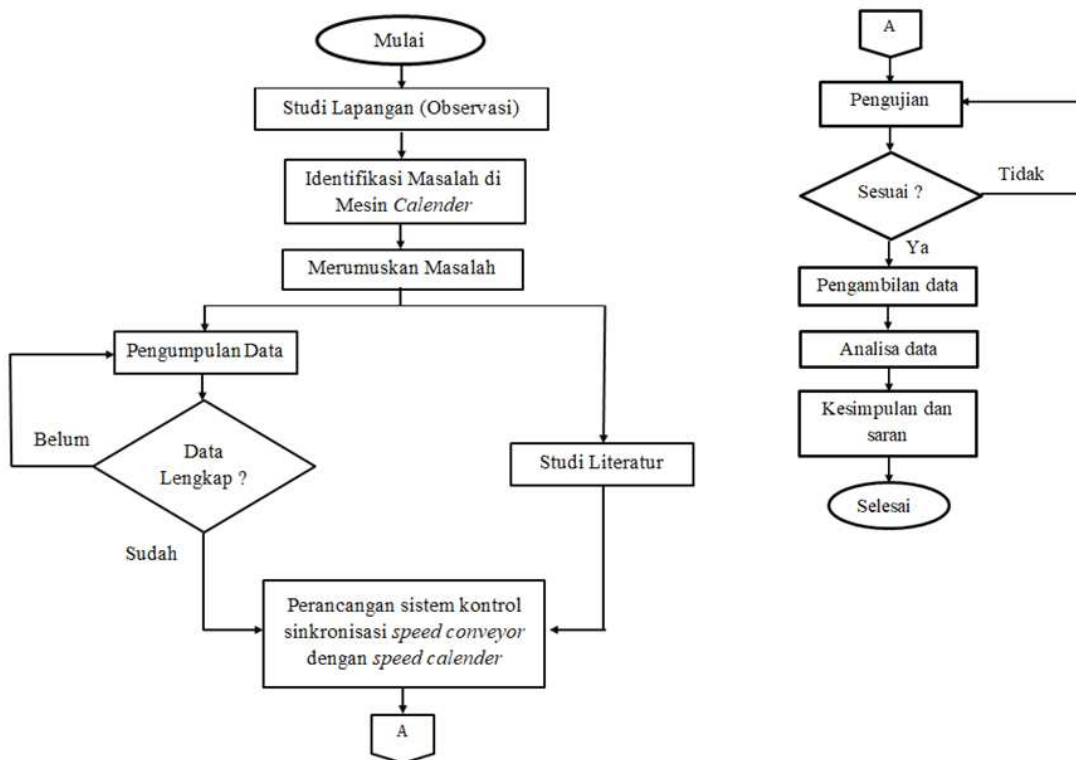 Mulai
Studi Lapangan (Observasi)
Identifikasi Masalah di
Mesin Calender
Merumuskan Masalah
Pengumpulan Data
Belum
Data
Lengkap ?
Sudah
Studi Literatur
Perancangan sistem kontrol
sinkronisasi speed conveyor
dengan speed calender
A
A
Pengujian
Sesuai ?
Tidak
Ya
Pengambilan data
Analisa data
Kesimpulan dan
saran
Selesai